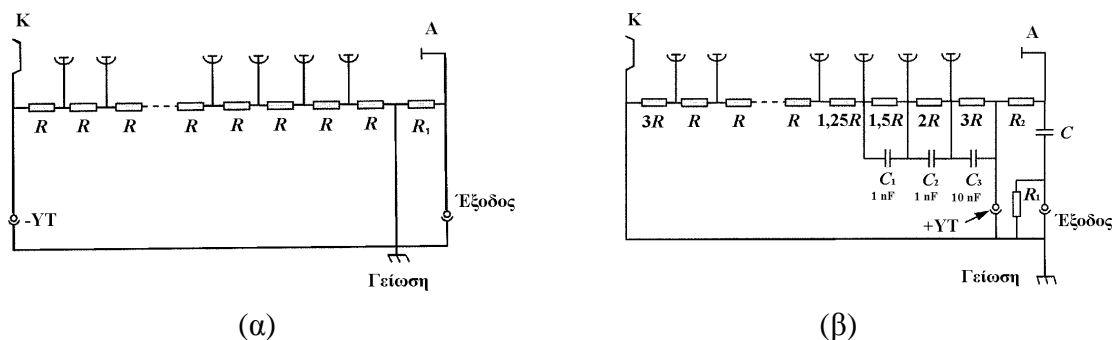 K
A
R R R R R R R R R₁
-ΥΤ
Έξοδος
Γείωση
(α)
K
A
3R R R R 1,25R 1,5R 2R 3R R₂
C
C₁ C₂ C₃
1 nF 1 nF 10 nF
R₁
+ΥΤ
Έξοδος
Γείωση
(β)